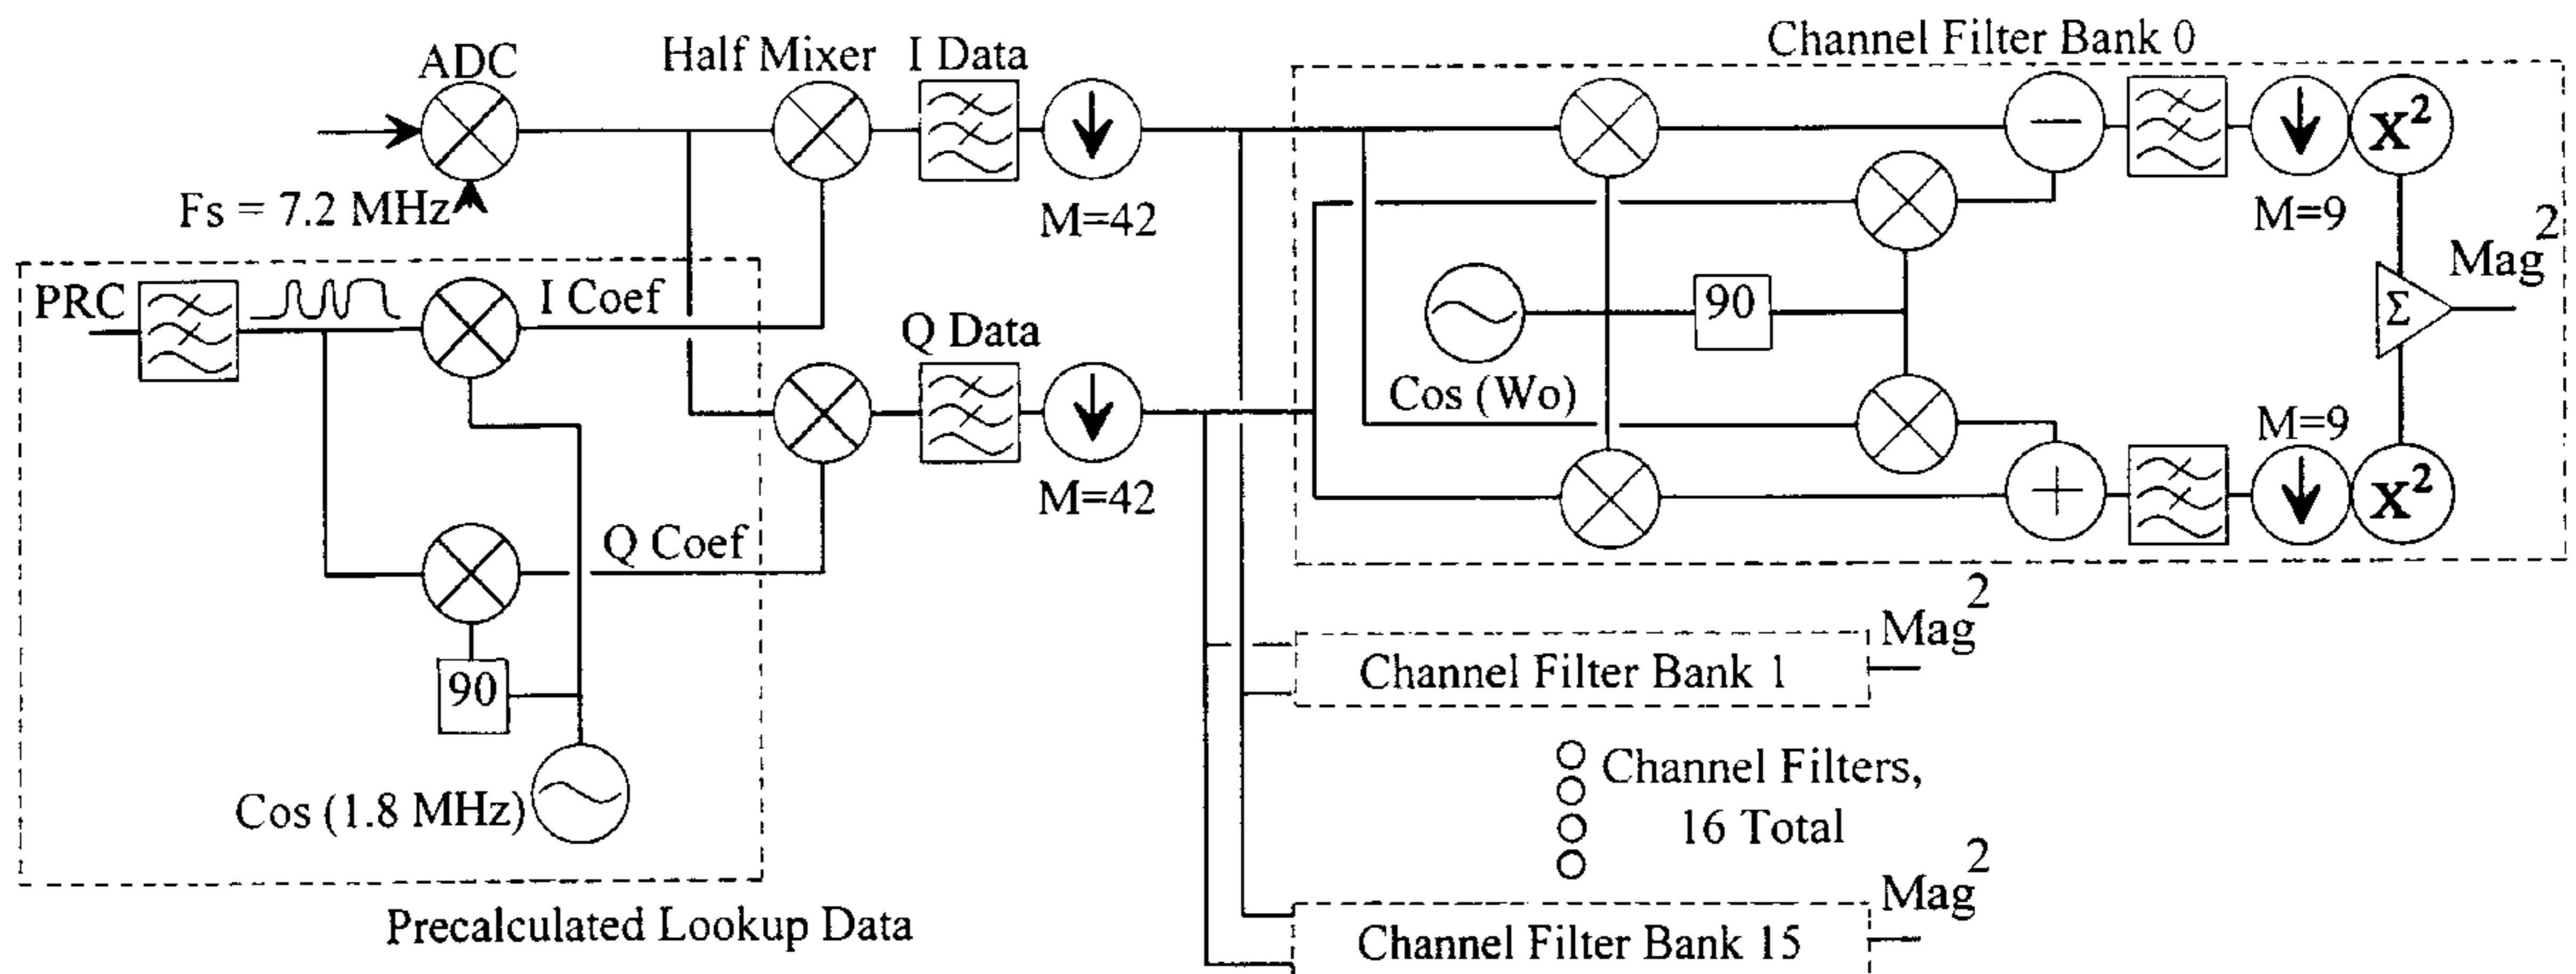 Channel Filter Bank 0
ADC
Half Mixer
I Data
Fs = 7.2 MHz
M=42
X²
M=9
Mag²
PRC
I Coef
90
Σ
Q Data
Cos (Wo)
M=9
X²
M=42
Q Coef
90
Mag²
Channel Filter Bank 1
Cos (1.8 MHz)
Channel Filters,
16 Total
Mag²
Precalculated Lookup Data
Channel Filter Bank 15